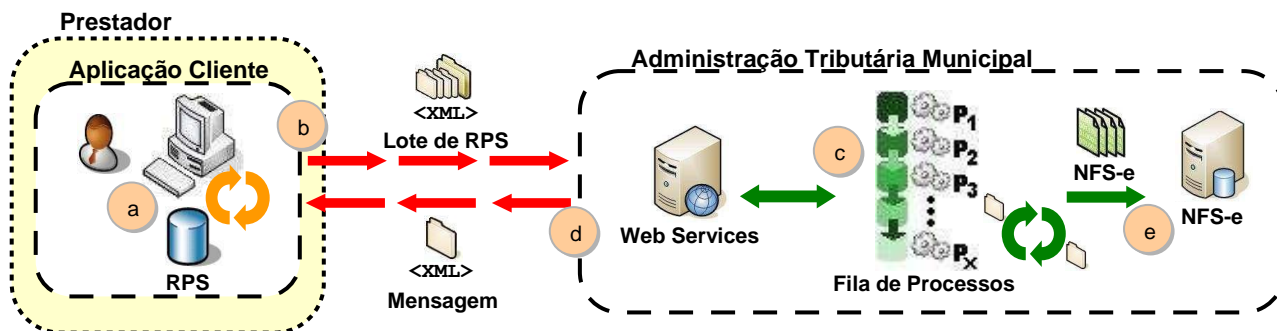 Prestador
Aplicação Cliente
a
RPS
b
<XML>
Lote de RPS
<XML>
Mensagem
d
Administração Tributária Municipal
Web Services
c
P1
P2
P3
Px
Fila de Processos
NFS-e
e
NFS-e